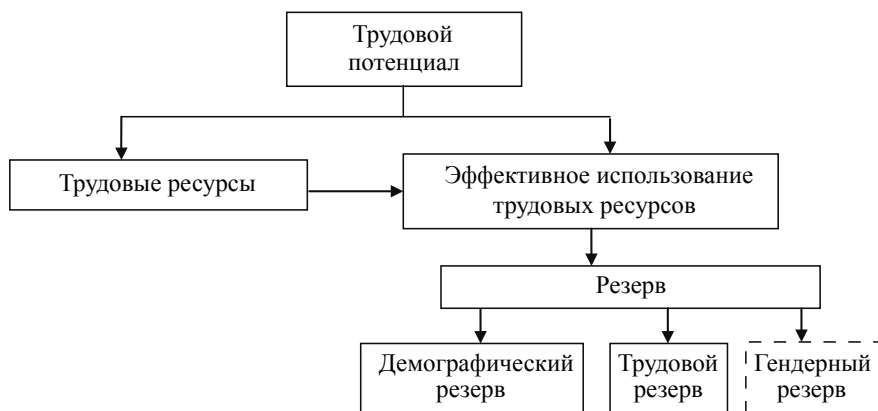 Трудовой
потенциал
Трудовые ресурсы
Эффективное использование
трудовых ресурсов
Резерв
Демографический
резерв
Трудовой
резерв
Гендерный
резерв